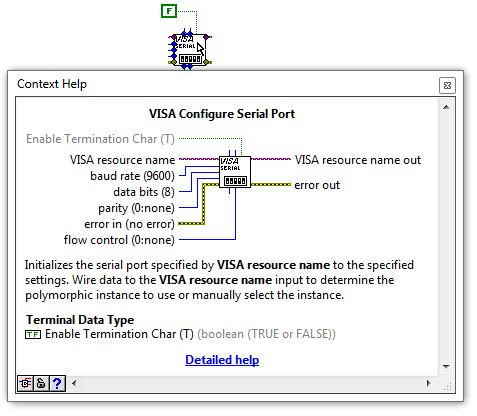 F
VISA
SERIAL
Context Help
VISA Configure Serial Port
Enable Termination Char (T)
VISA resource name
VISA resource name out
baud rate (9600)
data bits (8)
parity (0:none)
error in (no error)
error out
flow control (0:none)
VISA
SERIAL
Initializes the serial port specified by VISA resource name to the specified
settings. Wire data to the VISA resource name input to determine the
polymorphic instance to use or manually select the instance.
Terminal Data Type
TF Enable Termination Char (T) (boolean (TRUE or FALSE))
Detailed help
?